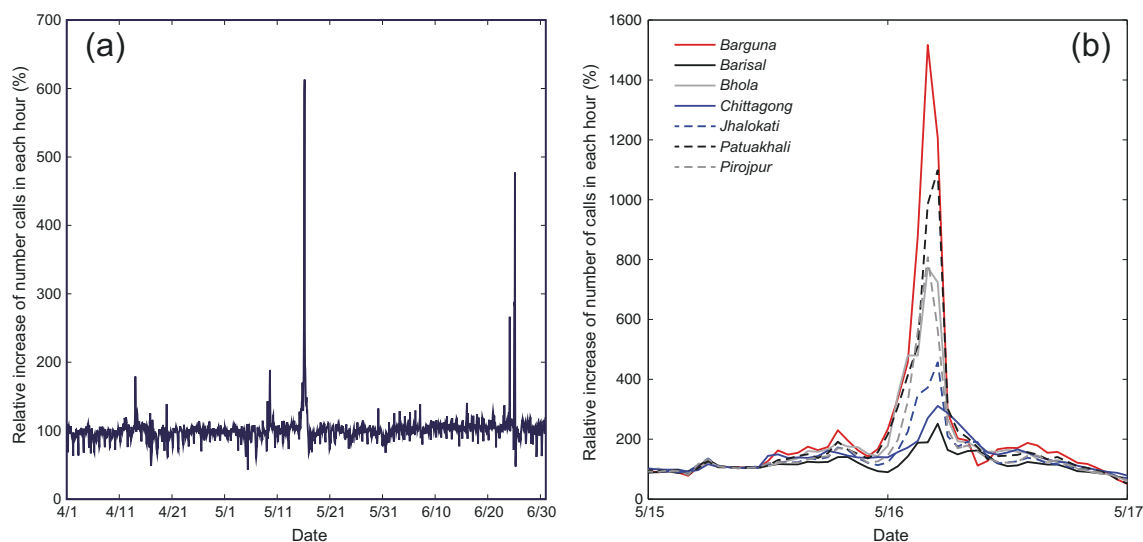 (a)
Relative increase of number calls in each hour (%)
700
600
500
400
300
200
100
0
4/1 4/11 4/21 5/1 5/11 5/21 5/31 6/10 6/20 6/30
Date
(b)
Ralative increase of number of calls in each hour (%)
1600
1400
1200
1000
800
600
400
200
0
Barguna
Barisal
Bhola
Chittagong
Jhalokati
Patuakhali
Pirojpur
5/15 5/16 5/17
Date